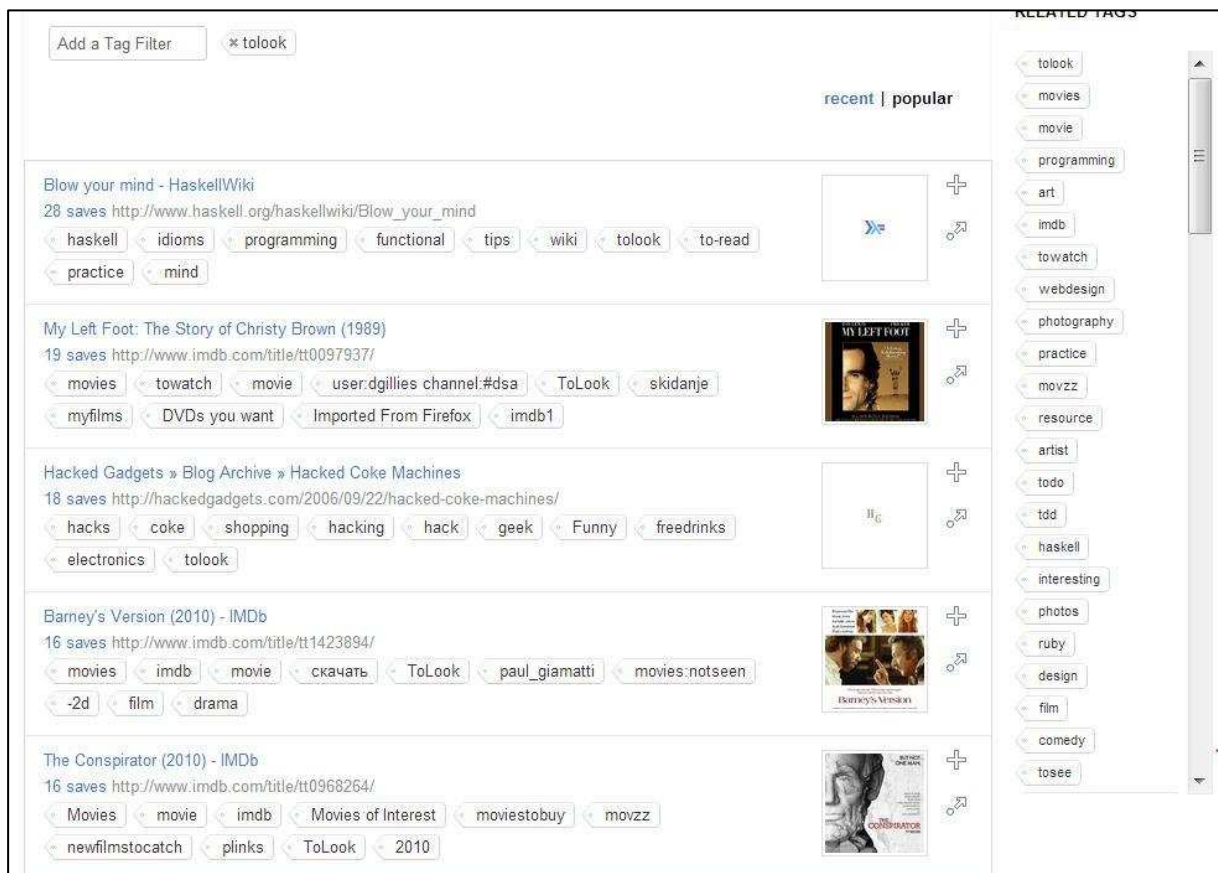 RELATED TAGS
Add a Tag Filter × tolook
recent | popular
Blow your mind - HaskellWiki
28 saves http://www.haskell.org/haskellwiki/Blow_your_mind
haskell idioms programming functional tips wiki tolook to-read
practice mind
My Left Foot: The Story of Christy Brown (1989)
19 saves http://www.imdb.com/title/tt0097937/
movies towatch movie user:dgillies channel:#dsa ToLook skidanje
myfilms DVDs you want Imported From Firefox imdb1
MY LEFT FOOT
Hacked Gadgets » Blog Archive » Hacked Coke Machines
18 saves http://hackedgadgets.com/2006/09/22/hacked-coke-machines/
hacks coke shopping hacking hack geek Funny freedrinks
electronics tolook
HG
Barney's Version (2010) - IMDb
16 saves http://www.imdb.com/title/tt1423894/
movies imdb movie скачать ToLook paul_giamatti movies:notseen
-2d film drama
Barney's Version
The Conspirator (2010) - IMDb
16 saves http://www.imdb.com/title/tt0968264/
Movies movie imdb Movies of Interest moviestobuy movzz
newfilmstocatch plinks ToLook 2010
BUT NOT
ONE MAN.
THE
CONSPIRATOR
tolook
movies
movie
programming
art
imdb
towatch
webdesign
photography
practice
movzz
resource
artist
todo
tdd
haskell
interesting
photos
ruby
design
film
comedy
tosee